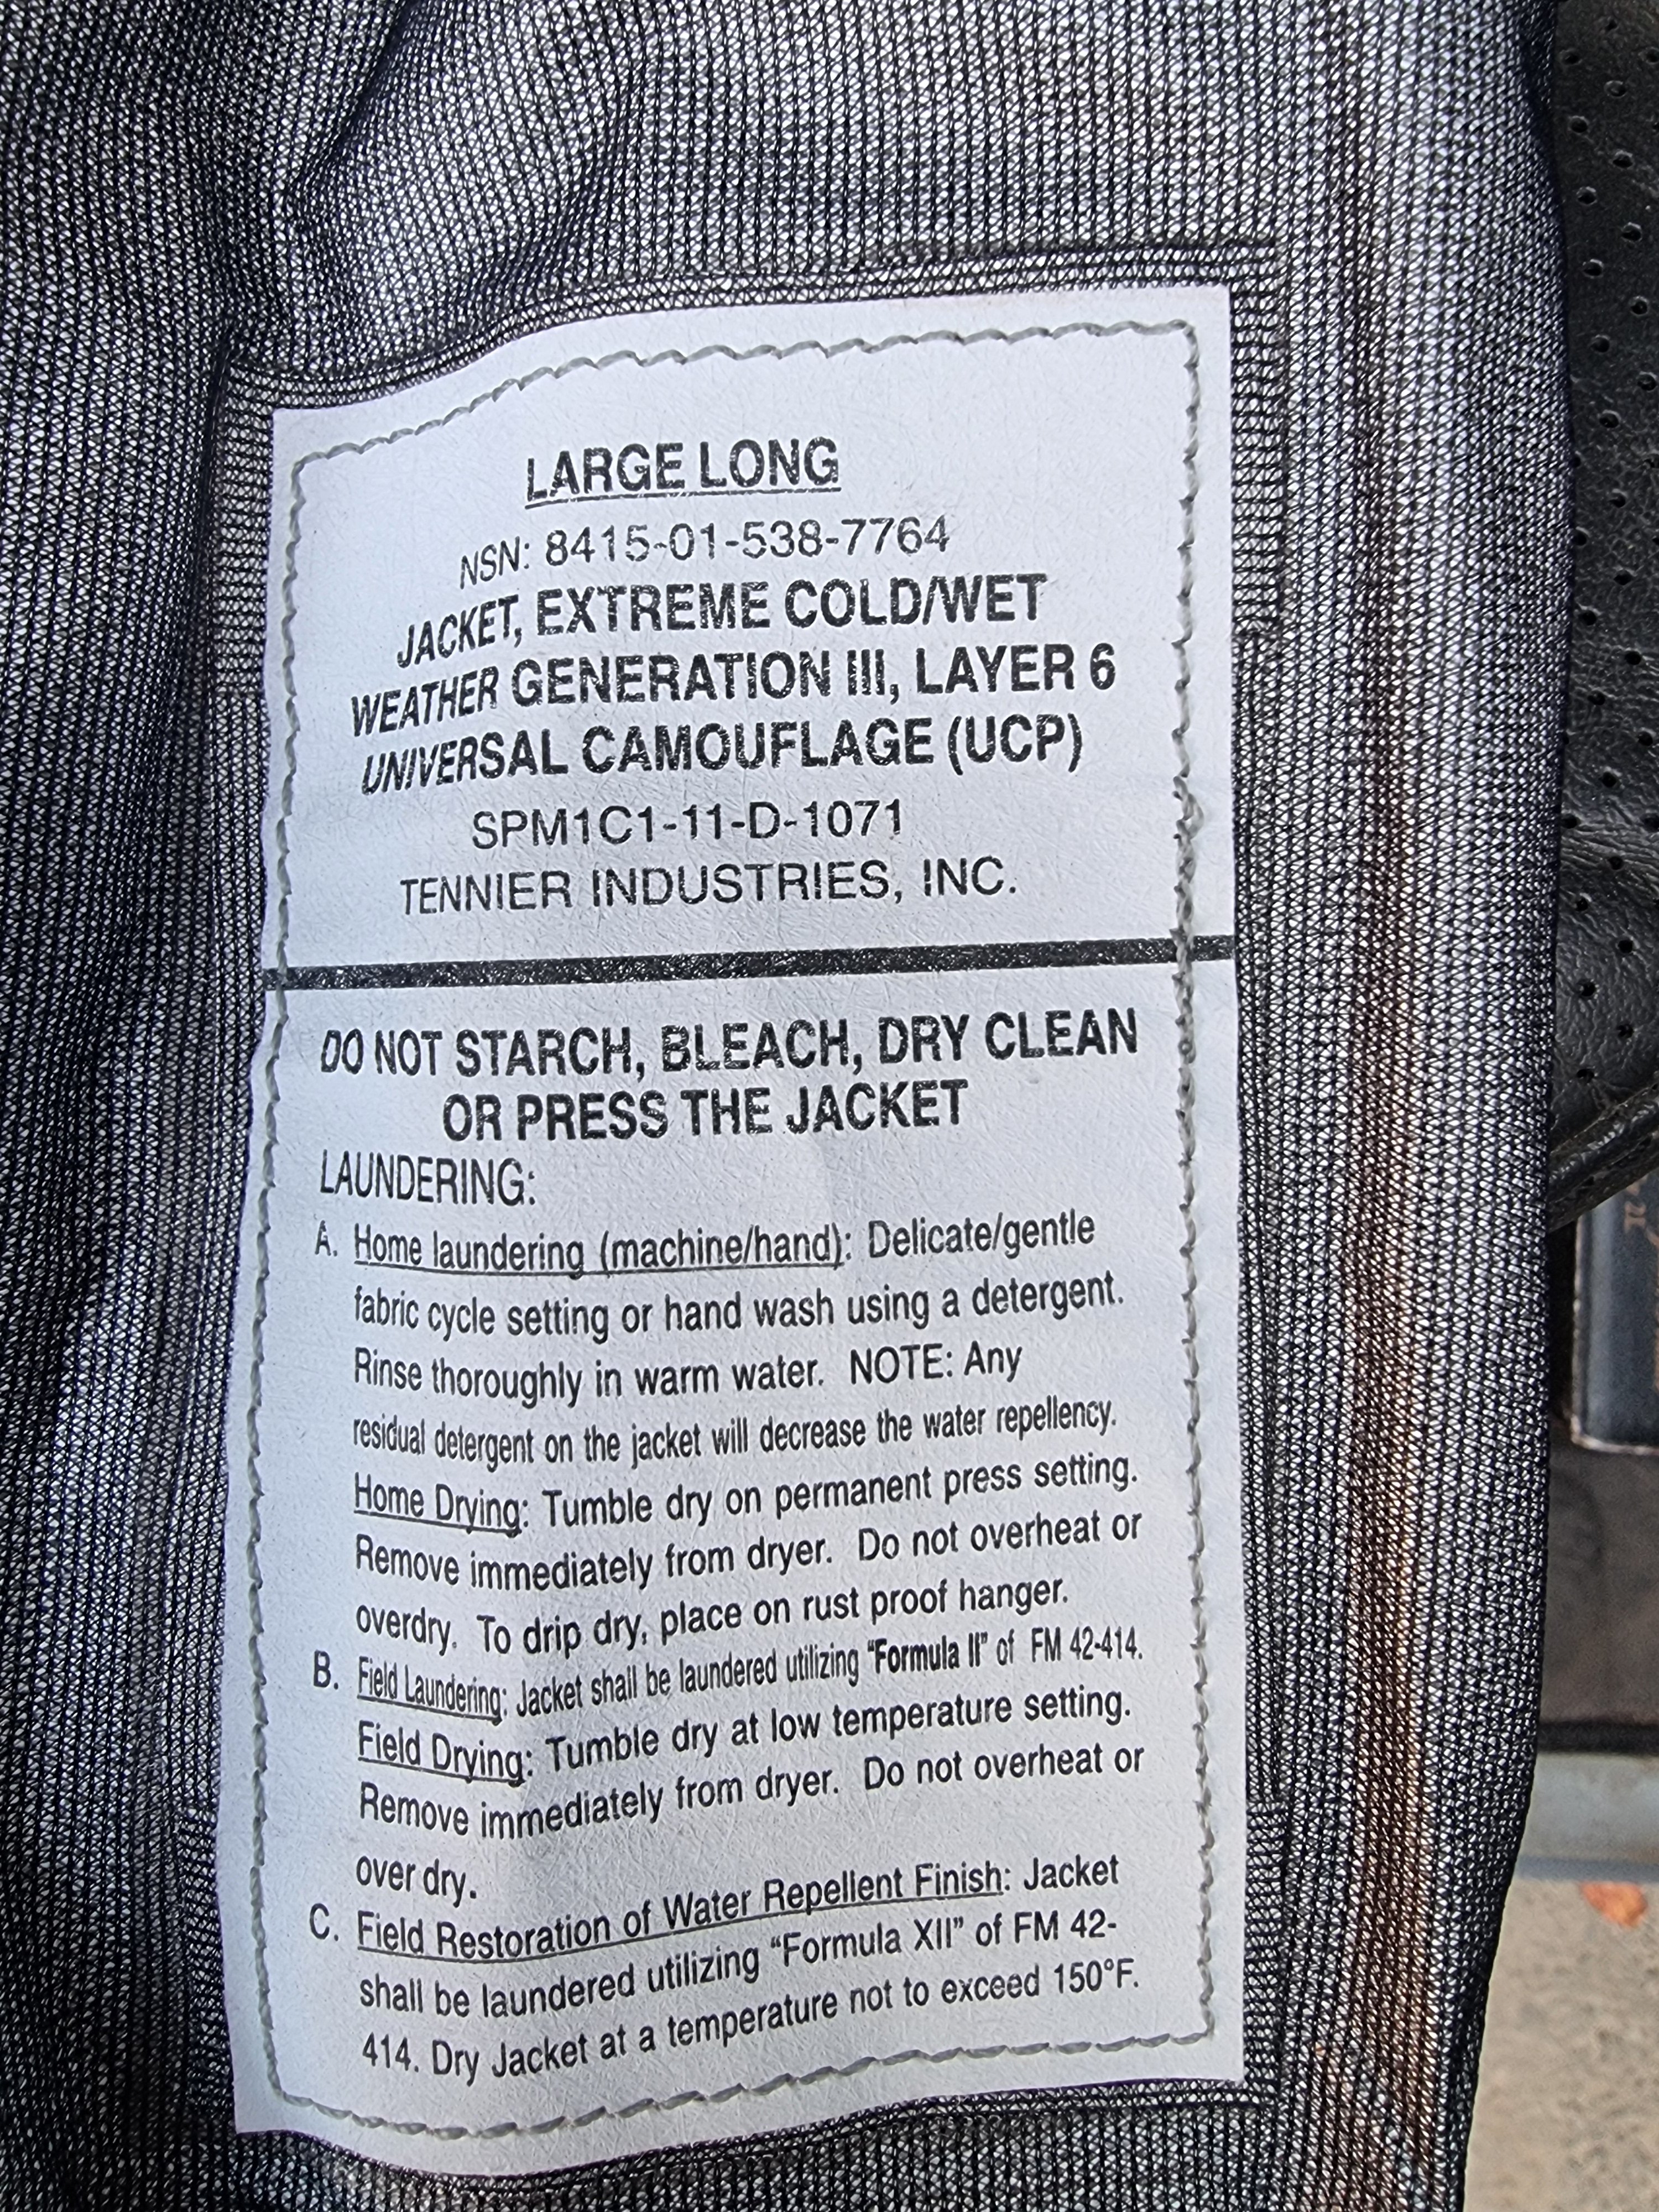 LARGE LONG
NSN: 8415-01-538-7764
JACKET, EXTREME COLD/WET
WEATHER GENERATION III, LAYER 6
UNIVERSAL CAMOUFLAGE (UCP)
SPM1C1-11-D-1071
TENNIER INDUSTRIES, INC.
DO NOT STARCH, BLEACH, DRY CLEAN
OR PRESS THE JACKET
LAUNDERING:
A. Home laundering (machine/hand): Delicate/gentle
fabric cycle setting or hand wash using a detergent.
Rinse thoroughly in warm water. NOTE: Any
residual detergent on the jacket will decrease the water repellency.
Home Drying: Tumble dry on permanent press setting.
Remove immediately from dryer. Do not overheat or
overdry. To drip dry, place on rust proof hanger.
B. Field Laundering: Jacket shall be laundered utilizing "Formula II" of FM 42-414.
Field Drying: Tumble dry at low temperature setting.
Remove immediately from dryer. Do not overheat or
over dry.
C. Field Restoration of Water Repellent Finish: Jacket
shall be laundered utilizing “Formula XII” of FM 42-
414. Dry Jacket at a temperature not to exceed 150°F.